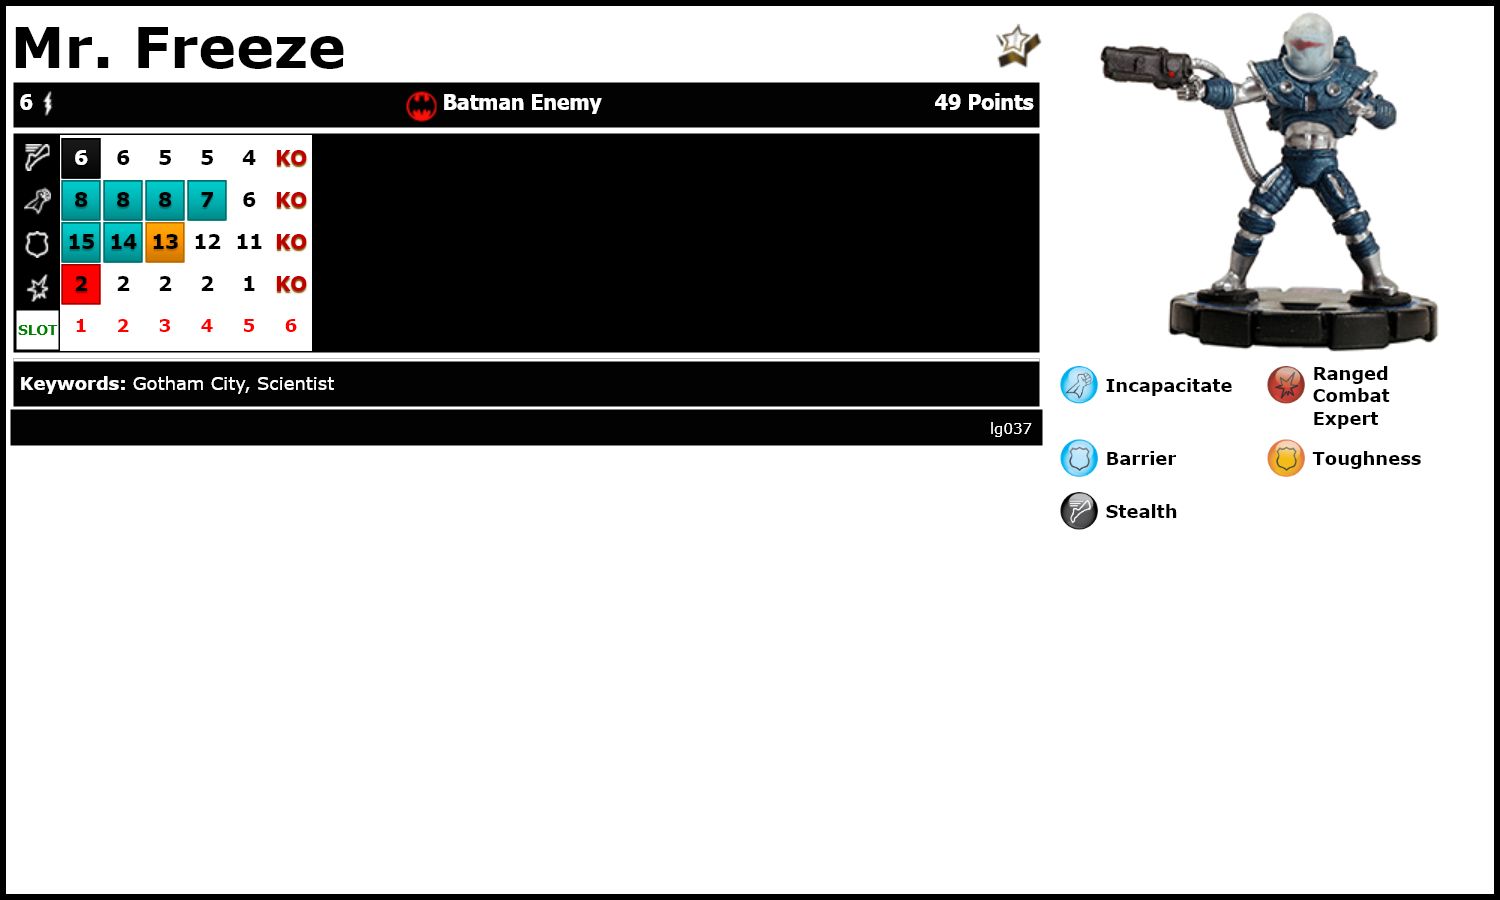 Mr. Freeze
6 Batman Enemy 49 Points
6 6 5 5 4 KO
8 8 8 7 6 KO
15 14 13 12 11 KO
2 2 2 2 1 KO
SLOT 1 2 3 4 5 6
Keywords: Gotham City, Scientist
lg037
Incapacitate
Ranged
Combat
Expert
Barrier
Toughness
Stealth